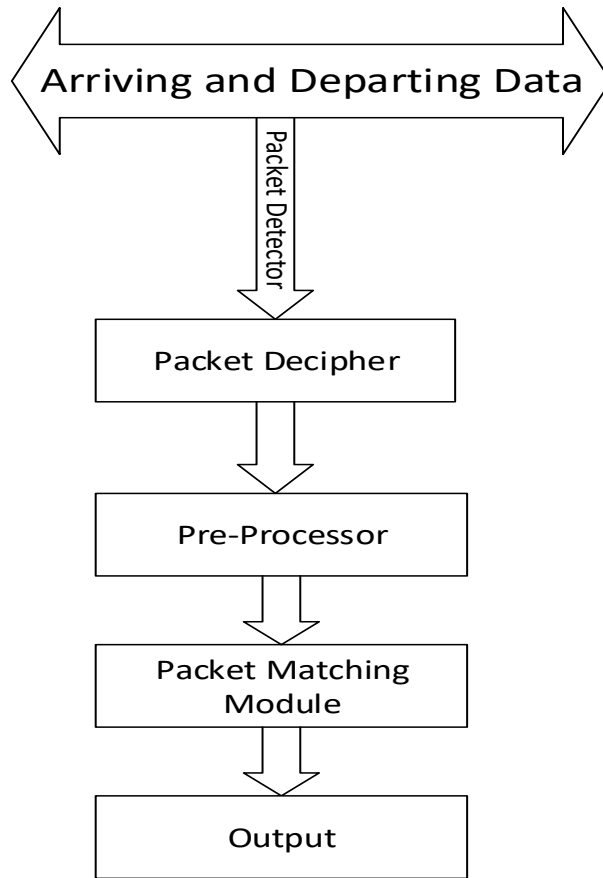 Arriving and Departing Data
Packet Detector
Packet Decipher
Pre-Processor
Packet Matching
Module
Output